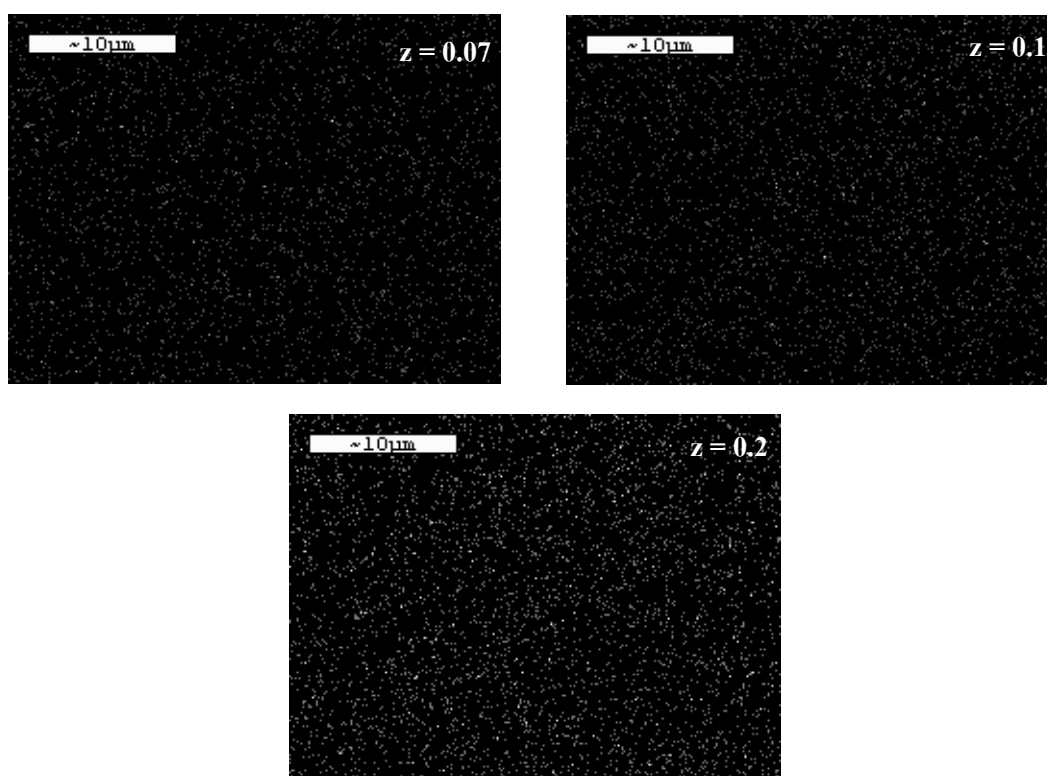 ~10µm
z = 0.07
~10µm
z = 0.1
~10µm
z = 0.2